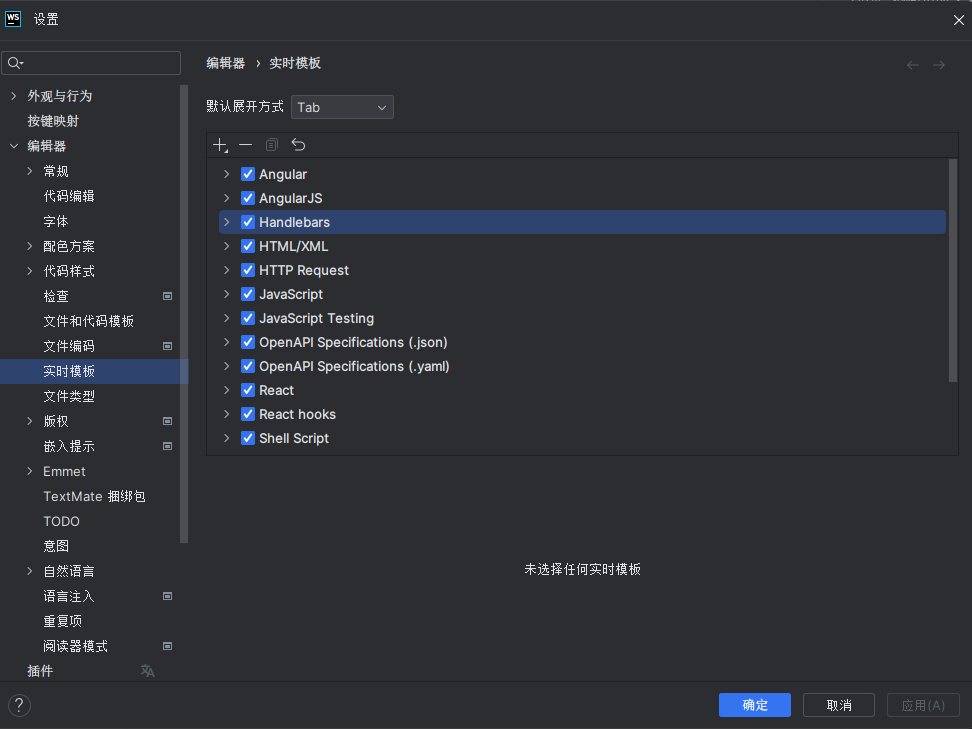 WS 设置
编辑器 › 实时模板
外观与行为
按键映射
编辑器
常规
代码编辑
字体
配色方案
代码样式
检查
文件和代码模板
文件编码
实时模板
文件类型
版权
嵌入提示
Emmet
TextMate 捆绑包
TODO
意图
自然语言
语言注入
重复项
阅读器模式
插件
默认展开方式 Tab
Angular
AngularJS
Handlebars
HTML/XML
HTTP Request
JavaScript
JavaScript Testing
OpenAPI Specifications (.json)
OpenAPI Specifications (.yaml)
React
React hooks
Shell Script
未选择任何实时模板
?
确定 取消 应用(A)